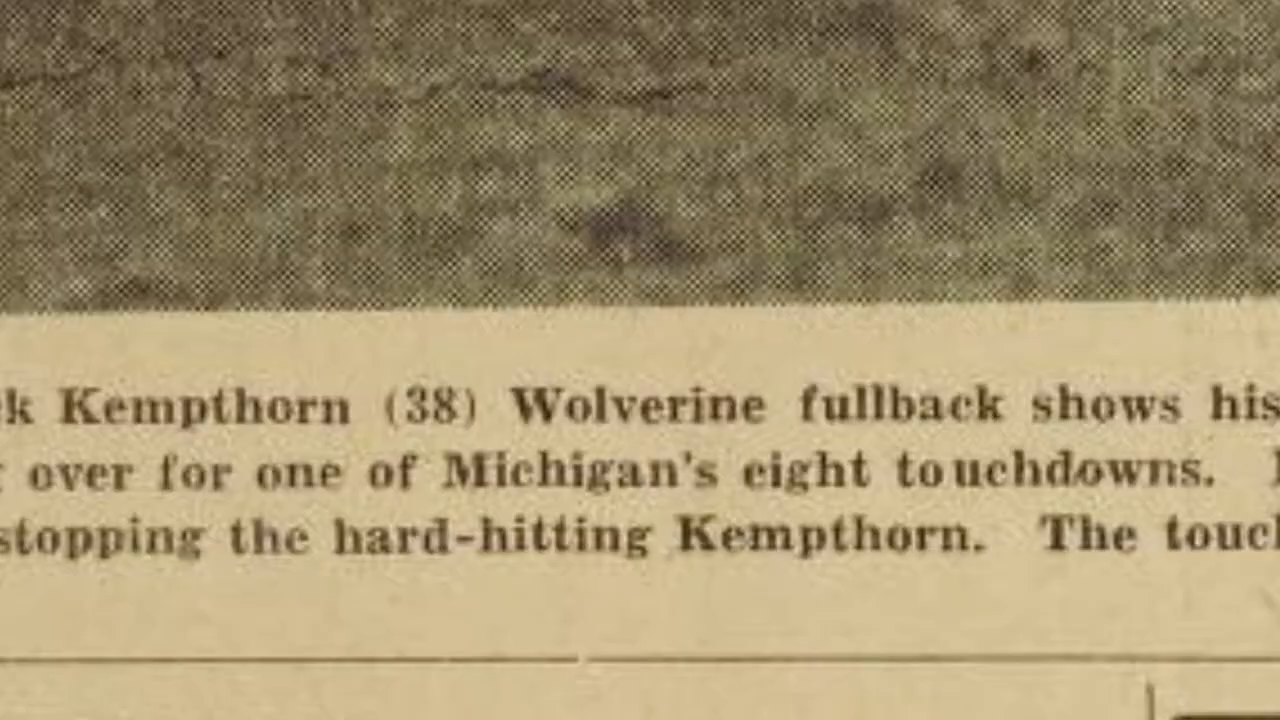 k Kempthorn (38) Wolverine fullback shows his
over for one of Michigan's eight touchdowns.
stopping the hard-hitting Kempthorn. The touch